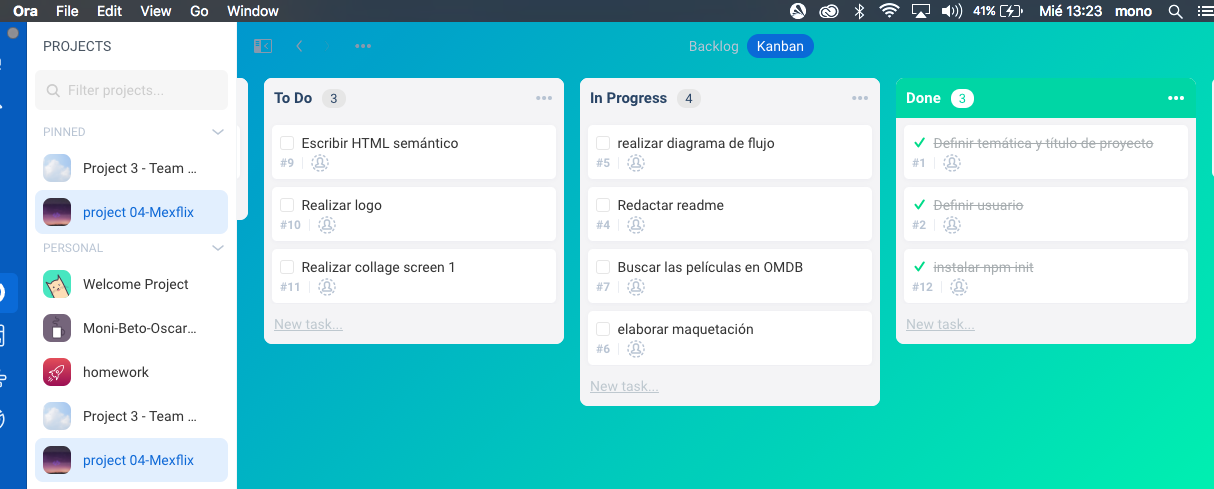 Ora File Edit View Go Window 41% Mié 13:23 mono
PROJECTS
Filter projects...
PINNED
Project 3 - Team ...
project 04-Mexflix
PERSONAL
Welcome Project
Moni-Beto-Oscar...
homework
Project 3 - Team ...
project 04-Mexflix
Backlog Kanban
To Do 3
Escribir HTML semántico
#9
Realizar logo
#10
Realizar collage screen 1
#11
New task...
In Progress 4
realizar diagrama de flujo
#5
Redactar readme
#4
Buscar las películas en OMDB
#7
elaborar maquetación
#6
New task...
Done 3
Definir temática y título de proyecto
#1
Definir usuario
#2
instalar npm init
#12
New task...